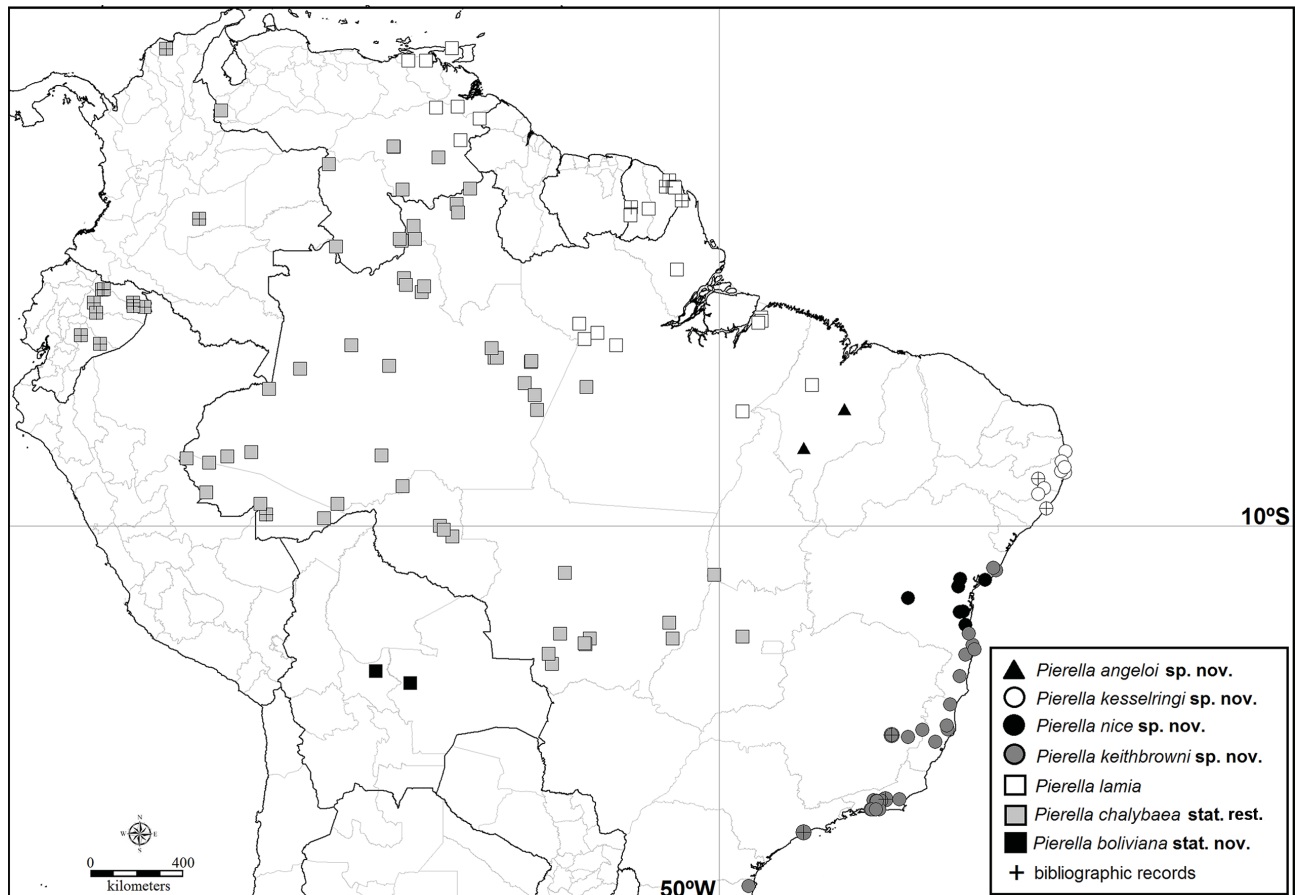 10ºS
Pierella angeloi sp. nov.
Pierella kesselringi sp. nov.
Pierella nice sp. nov.
Pierella keithbrowni sp. nov.
Pierella lamia
Pierella chalybaea stat. rest.
Pierella boliviana stat. nov.
bibliographic records
N
W E
S
0 400
kilometers
50ºW